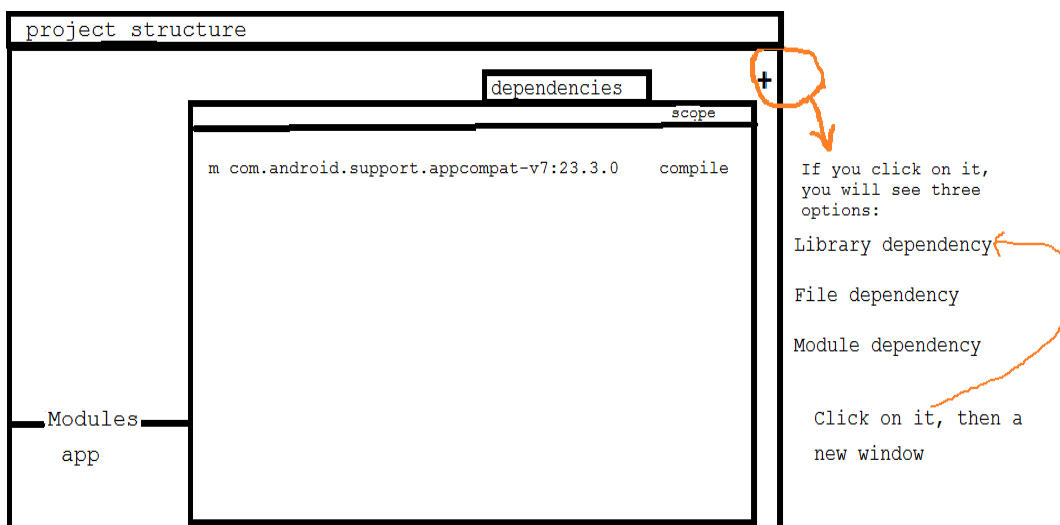 project structure
+
dependencies
scope
m com.android.support.appcompat-v7:23.3.0 compile
If you click on it,
you will see three
options:
Library dependency
File dependency
Module dependency
Modules
app
Click on it, then a
new window